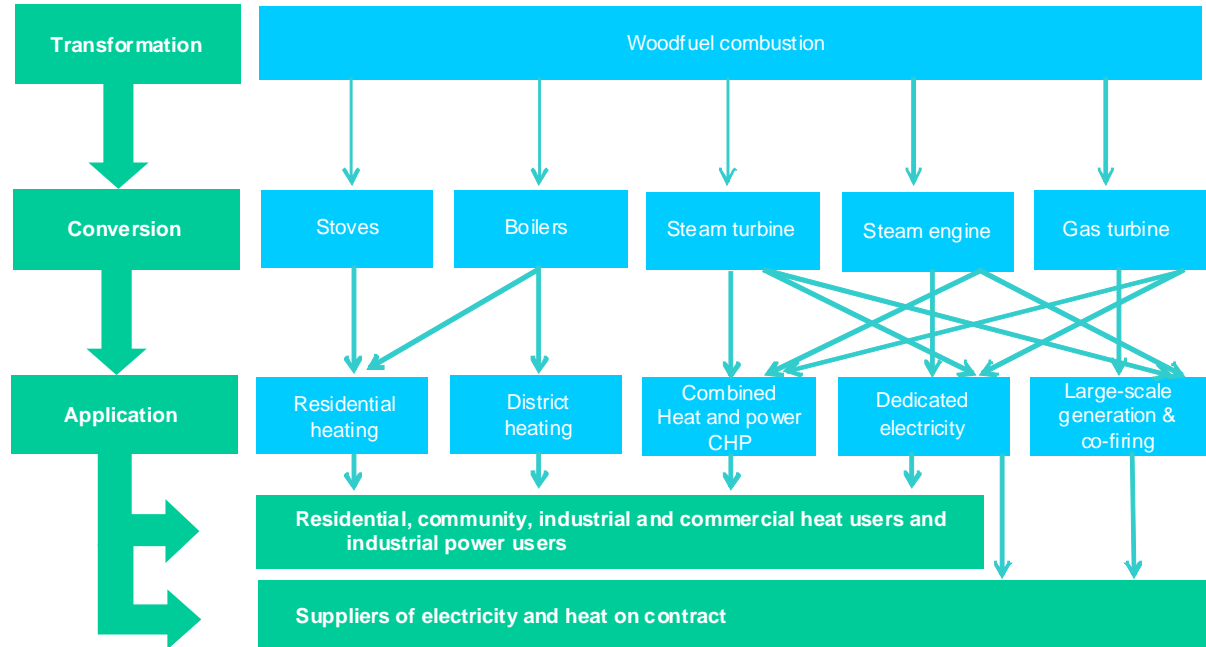 Transformation
Woodfuel combustion
Conversion
Stoves
Boilers
Steam turbine
Steam engine
Gas turbine
Application
Residential
heating
District
heating
Combined
Heat and power
CHP
Dedicated
electricity
Large-scale
generation &
co-firing
Residential, community, industrial and commercial heat users and
industrial power users
Suppliers of electricity and heat on contract